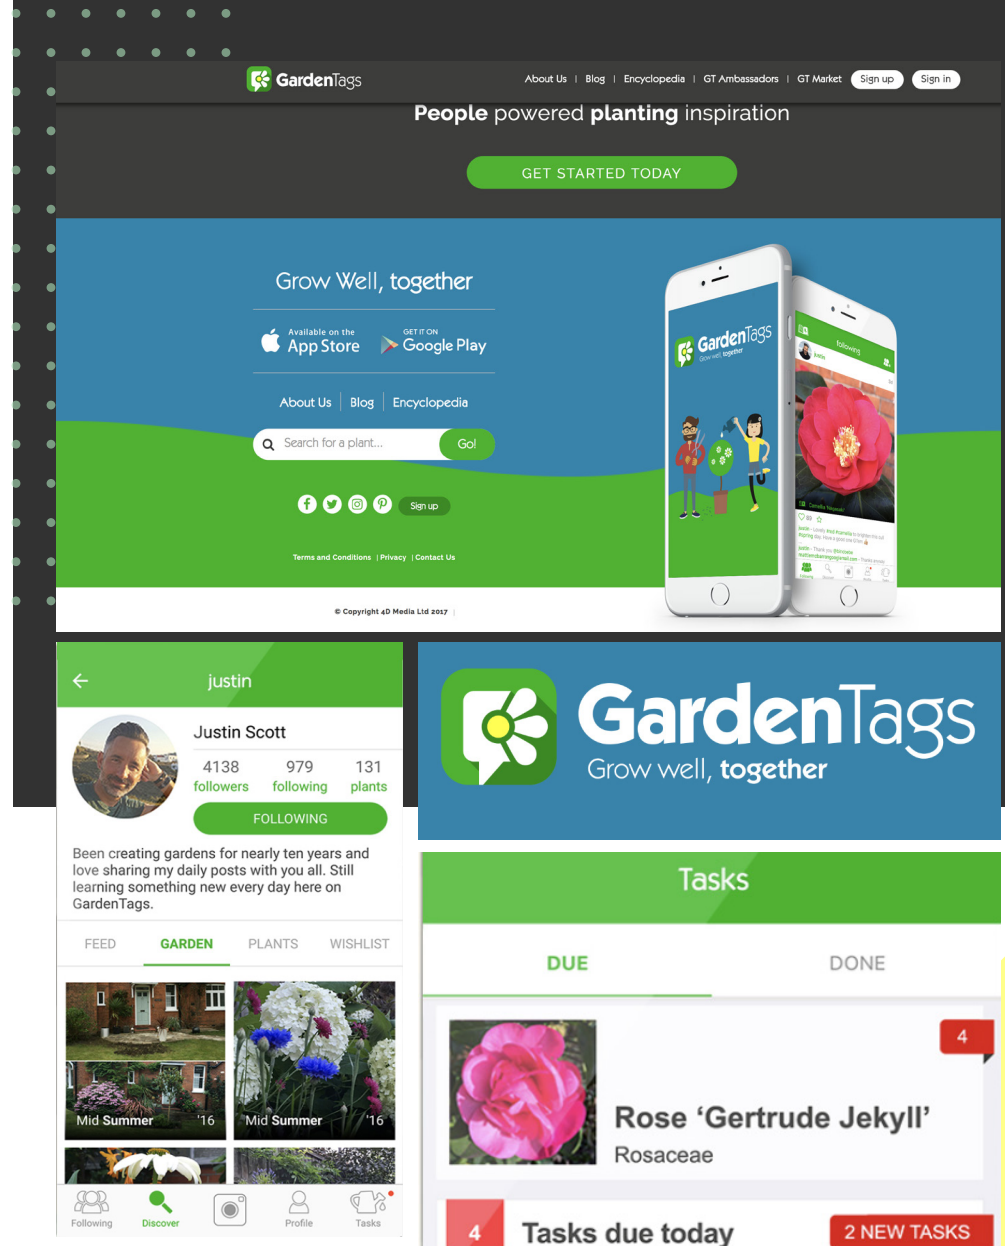 GardenTags
About Us | Blog | Encyclopedia | GT Ambassadors | GT Market Sign up Sign in
People powered planting inspiration
GET STARTED TODAY
Grow Well, together
Available on the App Store
GET IT ON Google Play
About Us | Blog | Encyclopedia
Search for a plant... Go!
Sign up
Terms and Conditions | Privacy | Contact Us
© Copyright 4D Media Ltd 2017 |
GardenTags
Grow well, together
following
justin
justin
Justin Scott
4138 979 131
followers following plants
FOLLOWING
Been creating gardens for nearly ten years and
love sharing my daily posts with you all. Still
learning something new every day here on
GardenTags.
FEED GARDEN PLANTS WISHLIST
Mid Summer '16 Mid Summer '16
Following Discover Profile Tasks
GardenTags
Grow well, together
Tasks
DUE DONE
4
Rose ‘Gertrude Jekyll’
Rosaceae
4 Tasks due today 2 NEW TASKS